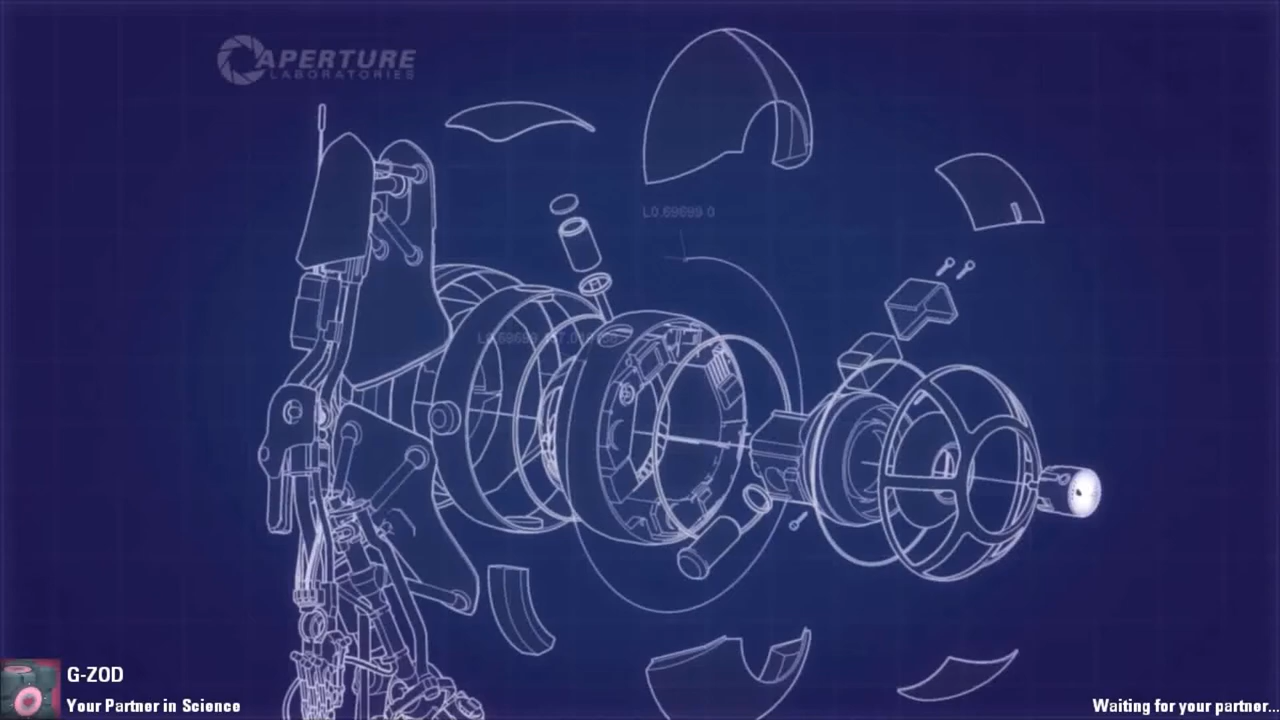 APERTURE
LABORATORIES
L0.69699 0
G-ZOD
Your Partner in Science
Waiting for your partner...